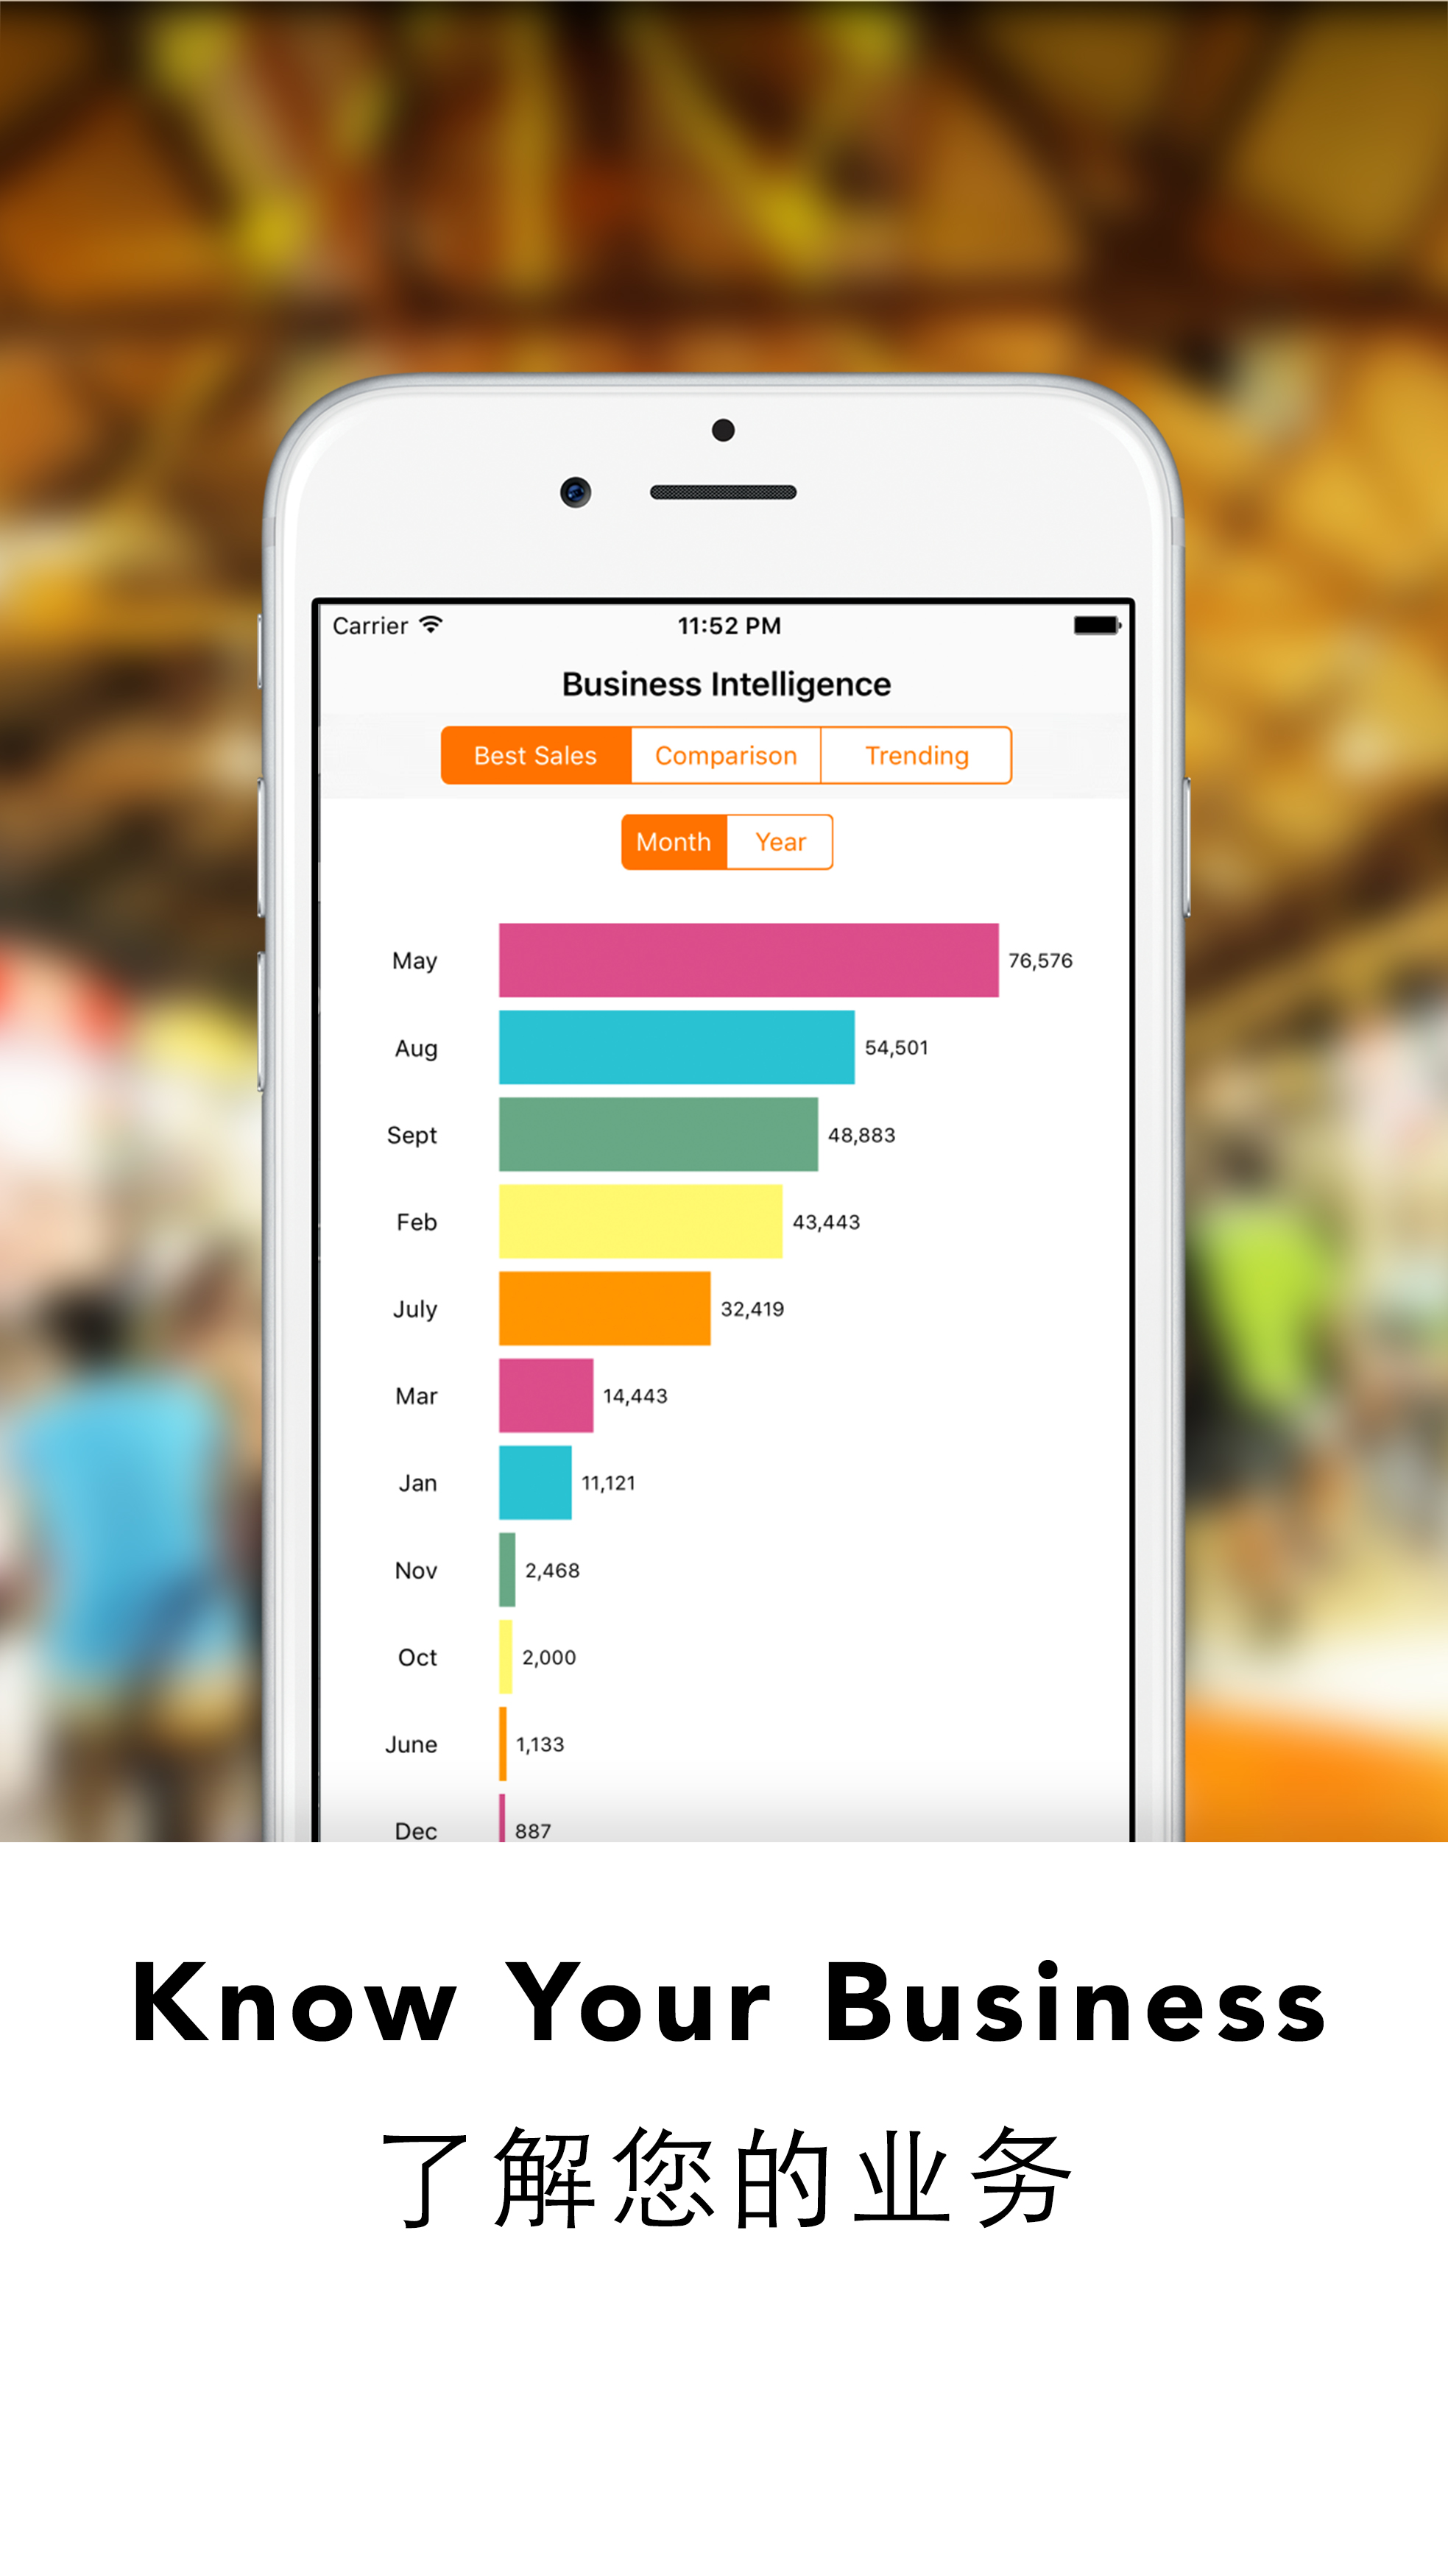 Carrier 11:52 PM
Business Intelligence
Best Sales Comparison Trending
Month Year
May 76,576
Aug 54,501
Sept 48,883
Feb 43,443
July 32,419
Mar 14,443
Jan 11,121
Nov 2,468
Oct 2,000
June 1,133
Dec 887
Know Your Business
了解您的业务